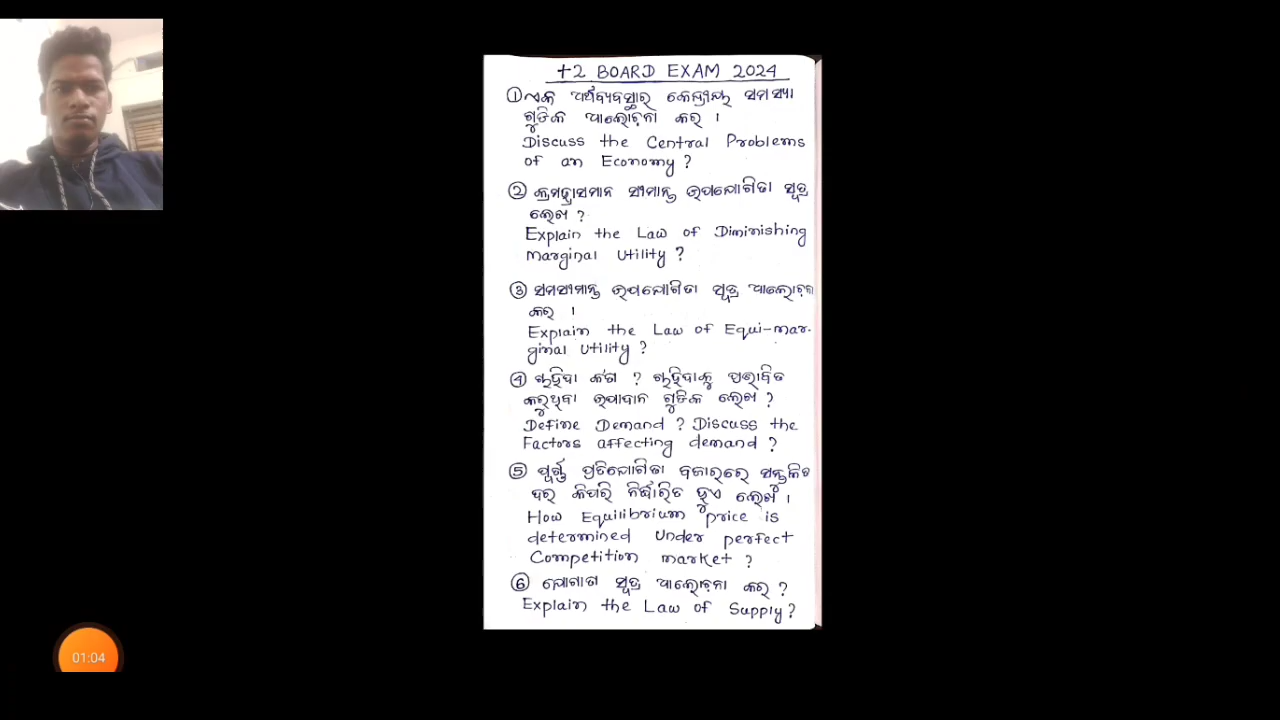 +2 BOARD EXAM 2024
① ଏକ ଅର୍ଥବ୍ୟବସ୍ଥାର କେନ୍ଦ୍ରୀୟ ସମସ୍ୟା
ଗୁଡିକ ଆଲୋଚନା କର ।
Discuss the Central Problems
of an Economy ?
② କ୍ରମହ୍ରାସମାନ ସୀମାନ୍ତ ଉପଯୋଗିତା ସୂତ୍ର
ଲେଖ ?
Explain the Law of Diminishing
Marginal Utility ?
③ ସମସୀମାନ୍ତ ଉପଯୋଗିତା ସୂତ୍ର ଆଲୋଚନା
କର ।
Explain the Law of Equi-mar-
ginal Utility ?
④ ଚାହିଦା କ'ଣ ? ଚାହିଦାକୁ ପ୍ରଭାବିତ
କରୁଥିବା ଉପାଦାନ ଗୁଡିକ ଲେଖ ?
Define Demand ? Discuss the
Factors affecting demand ?
⑤ ପୂର୍ଣ୍ଣ ପ୍ରତିଯୋଗିତା ବଜାରରେ ସନ୍ତୁଳିତ
ଦର କିପରି ନିର୍ଦ୍ଧାରିତ ହୁଏ ଲେଖ ।
How Equilibrium price is
determined Under perfect
Competition market ?
⑥ ଯୋଗାଣ ସୂତ୍ର ଆଲୋଚନା କର ?
Explain the Law of Supply ?
01:04